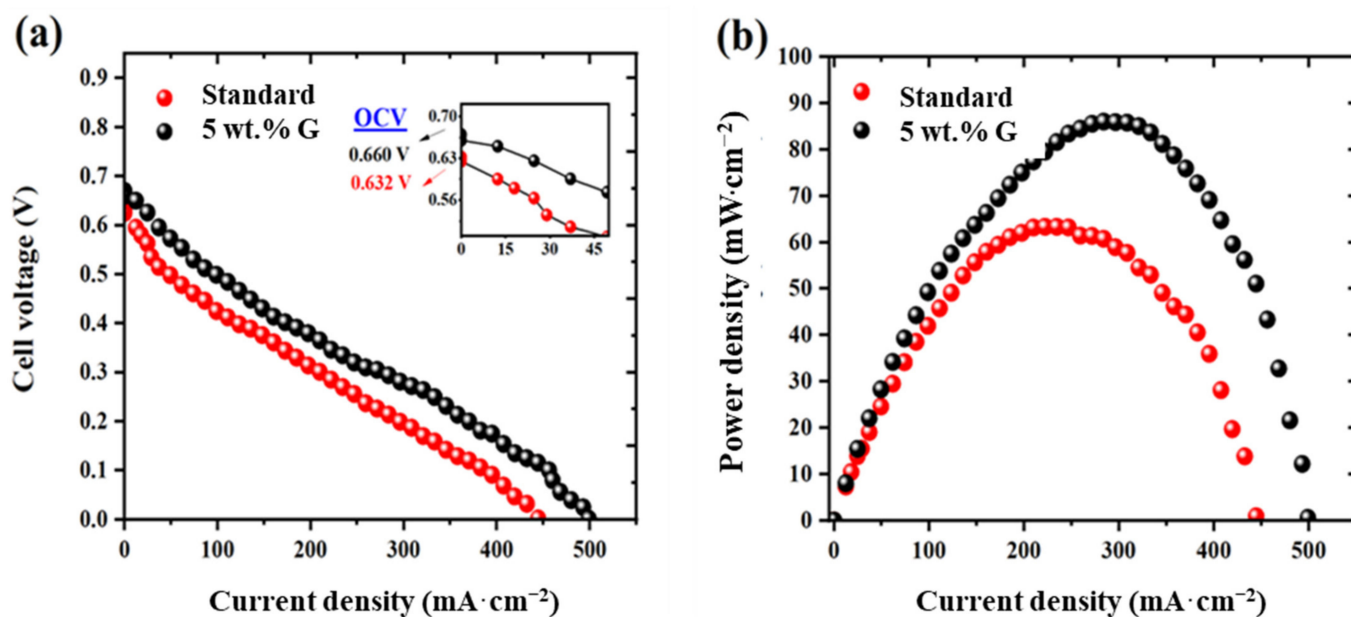 (a)
Cell voltage (V)
0.9
0.8
0.7
0.6
0.5
0.4
0.3
0.2
0.1
0.0
Standard
5 wt.% G
OCV
0.660 V
0.632 V
0.70
0.63
0.56
0 15 30 45
0 100 200 300 400 500
Current density (mA·cm⁻²)
(b)
Power density (mW·cm⁻²)
100
90
80
70
60
50
40
30
20
10
0
Standard
5 wt.% G
0 100 200 300 400 500
Current density (mA·cm⁻²)